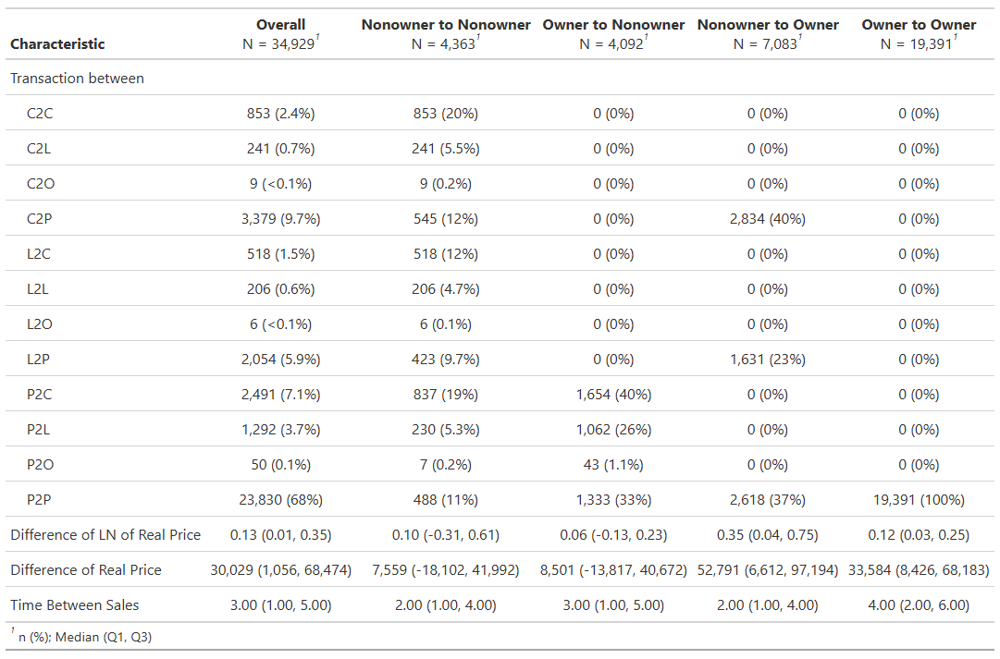 Characteristic Overall N = 34,929¹ Nonowner to Nonowner N = 4,363¹ Owner to Nonowner N = 4,092¹ Nonowner to Owner N = 7,083¹ Owner to Owner N = 19,391¹
Transaction between
C2C 853 (2.4%) 853 (20%) 0 (0%) 0 (0%) 0 (0%)
C2L 241 (0.7%) 241 (5.5%) 0 (0%) 0 (0%) 0 (0%)
C2O 9 (<0.1%) 9 (0.2%) 0 (0%) 0 (0%) 0 (0%)
C2P 3,379 (9.7%) 545 (12%) 0 (0%) 2,834 (40%) 0 (0%)
L2C 518 (1.5%) 518 (12%) 0 (0%) 0 (0%) 0 (0%)
L2L 206 (0.6%) 206 (4.7%) 0 (0%) 0 (0%) 0 (0%)
L2O 6 (<0.1%) 6 (0.1%) 0 (0%) 0 (0%) 0 (0%)
L2P 2,054 (5.9%) 423 (9.7%) 0 (0%) 1,631 (23%) 0 (0%)
P2C 2,491 (7.1%) 837 (19%) 1,654 (40%) 0 (0%) 0 (0%)
P2L 1,292 (3.7%) 230 (5.3%) 1,062 (26%) 0 (0%) 0 (0%)
P2O 50 (0.1%) 7 (0.2%) 43 (1.1%) 0 (0%) 0 (0%)
P2P 23,830 (68%) 488 (11%) 1,333 (33%) 2,618 (37%) 19,391 (100%)
Difference of LN of Real Price 0.13 (0.01, 0.35) 0.10 (-0.31, 0.61) 0.06 (-0.13, 0.23) 0.35 (0.04, 0.75) 0.12 (0.03, 0.25)
Difference of Real Price 30,029 (1,056, 68,474) 7,559 (-18,102, 41,992) 8,501 (-13,817, 40,672) 52,791 (6,612, 97,194) 33,584 (8,426, 68,183)
Time Between Sales 3.00 (1.00, 5.00) 2.00 (1.00, 4.00) 3.00 (1.00, 5.00) 2.00 (1.00, 4.00) 4.00 (2.00, 6.00)
¹ n (%); Median (Q1, Q3)